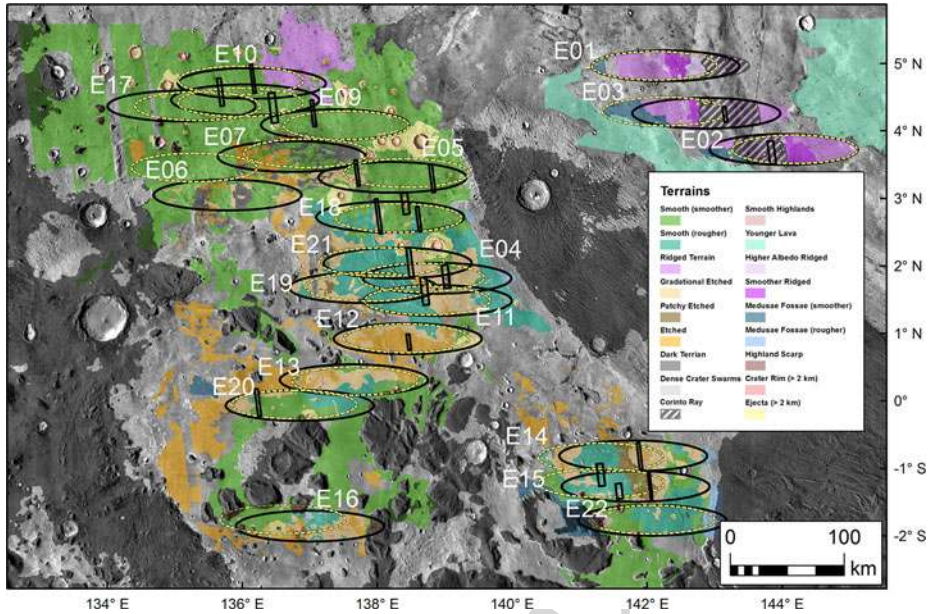 E10
E01
5° N
E17
E03
E09
4° N
E07
E02
E05
E06
3° N
E18
Terrains
Smooth (smoother)
Smooth (rougher)
Ridged Terrain
Gradational Etched
Patchy Etched
Etched
Dark Terrian
Dense Crater Swarms
Corinto Ray
Smooth Highlands
Younger Lava
Higher Albedo Ridged
Smoother Ridged
Medusae Fossae (smoother)
Medusae Fossae (rougher)
Highland Scarp
Crater Rim (> 2 km)
Ejecta (> 2 km)
E21
E04
2° N
E19
E11
E12
1° N
E13
E20
0°
E14
-1° S
E15
E16
E22
-2° S
0 100
km
134° E 136° E 138° E 140° E 142° E 144° E